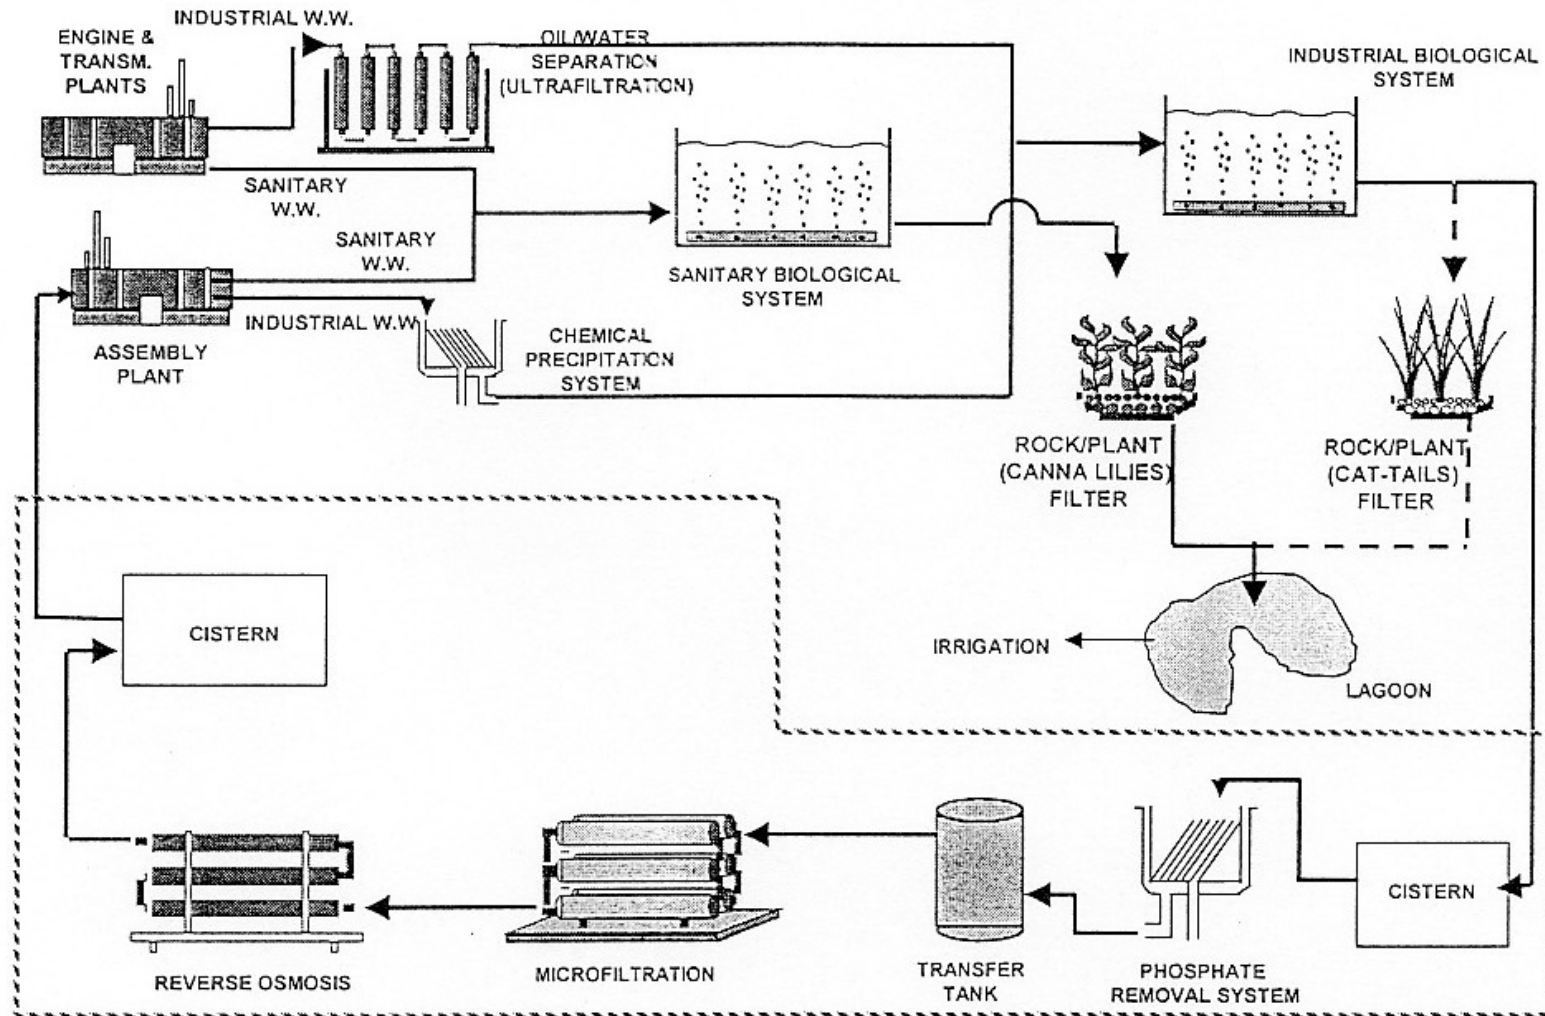 INDUSTRIAL W.W.
ENGINE &
TRANSM.
PLANTS
OIL/WATER
SEPARATION
(ULTRAFILTRATION)
INDUSTRIAL BIOLOGICAL
SYSTEM
SANITARY
W.W.
SANITARY
W.W.
SANITARY BIOLOGICAL
SYSTEM
INDUSTRIAL W.W
ASSEMBLY
PLANT
CHEMICAL
PRECIPITATION
SYSTEM
ROCK/PLANT
(CANNA LILIES)
FILTER
ROCK/PLANT
(CAT-TAILS)
FILTER
CISTERN
IRRIGATION
LAGOON
CISTERN
REVERSE OSMOSIS
MICROFILTRATION
TRANSFER
TANK
PHOSPHATE
REMOVAL SYSTEM